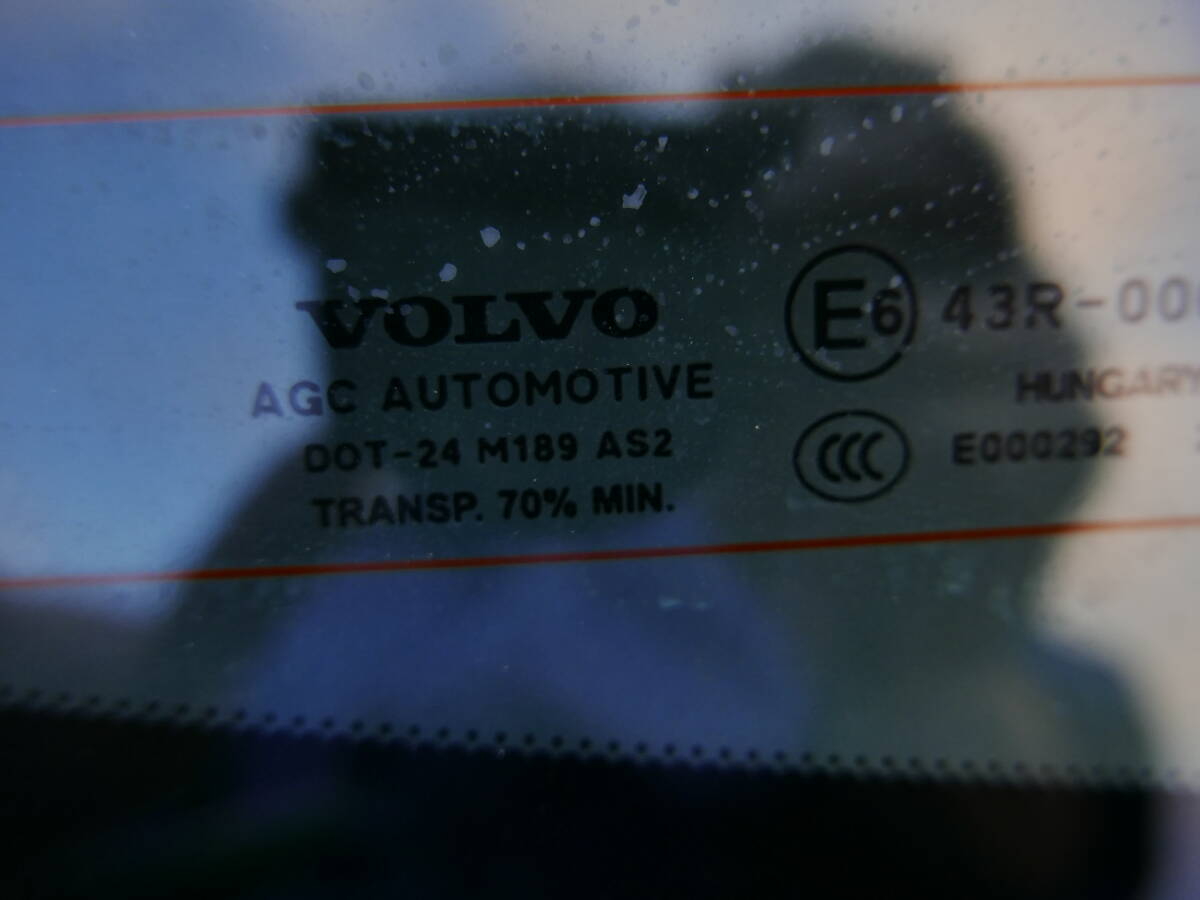 VOLVO
AGC AUTOMOTIVE
DOT-24 M189 AS2
TRANSP. 70% MIN.
E6 43R-00
HUNGARY
CCC E000292